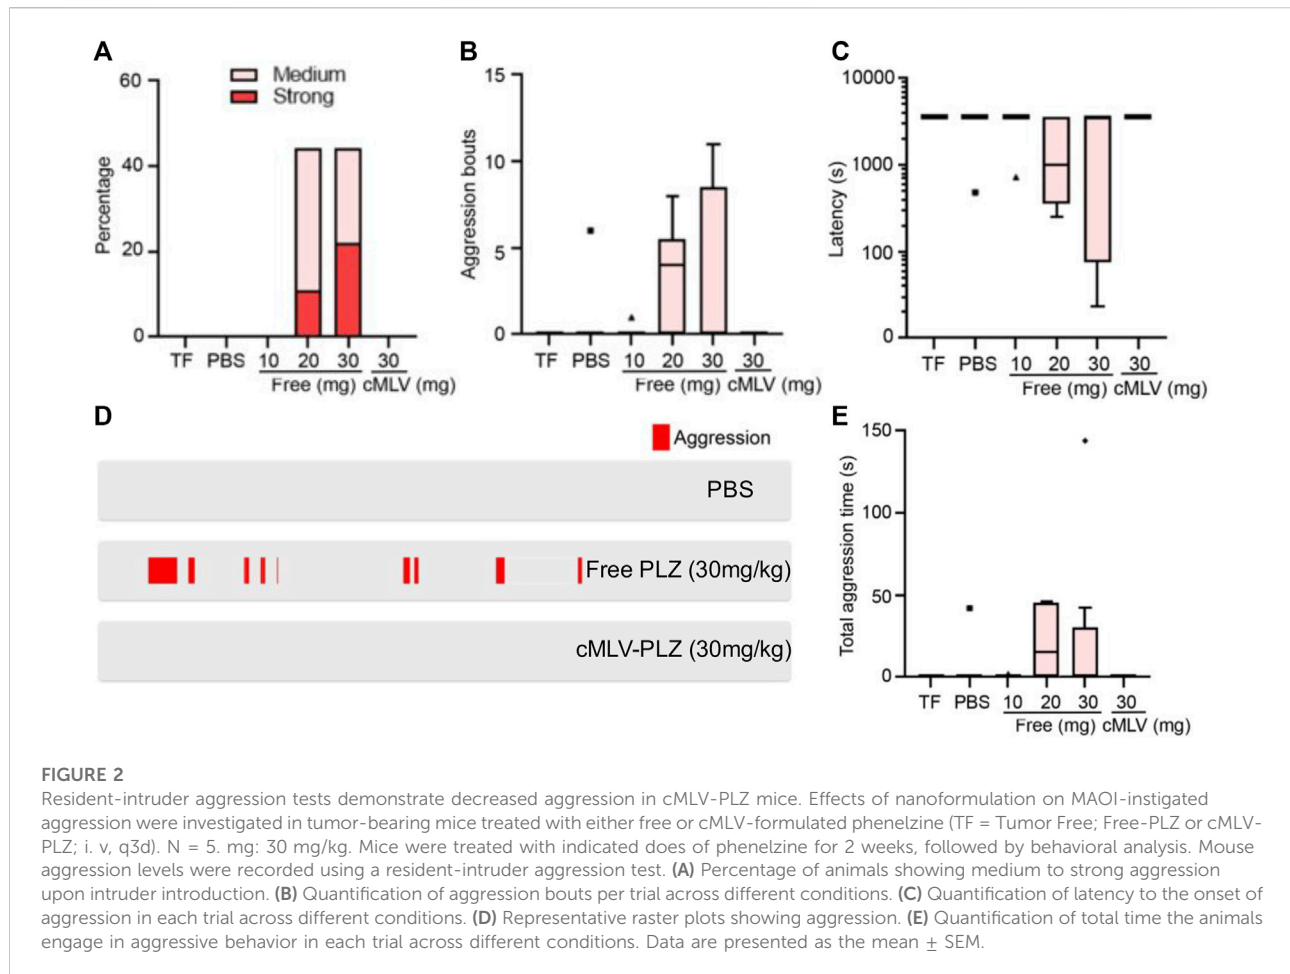 A
Medium
Strong
Percentage
60
40
20
0
TF PBS 10 20 30 30
Free (mg) cMLV (mg)
B
Aggression bouts
15
10
5
0
TF PBS 10 20 30 30
Free (mg) cMLV (mg)
C
Latency (s)
10000
1000
100
0
TF PBS 10 20 30 30
Free (mg) cMLV (mg)
D
Aggression
PBS
Free PLZ (30mg/kg)
cMLV-PLZ (30mg/kg)
E
Total aggression time (s)
150
100
50
0
TF PBS 10 20 30 30
Free (mg) cMLV (mg)
FIGURE 2
Resident-intruder aggression tests demonstrate decreased aggression in cMLV-PLZ mice. Effects of nanoformulation on MAOI-instigated
aggression were investigated in tumor-bearing mice treated with either free or cMLV-formulated phenelzine (TF = Tumor Free; Free-PLZ or cMLV-
PLZ; i. v, q3d). N = 5. mg: 30 mg/kg. Mice were treated with indicated does of phenelzine for 2 weeks, followed by behavioral analysis. Mouse
aggression levels were recorded using a resident-intruder aggression test. (A) Percentage of animals showing medium to strong aggression
upon intruder introduction. (B) Quantification of aggression bouts per trial across different conditions. (C) Quantification of latency to the onset of
aggression in each trial across different conditions. (D) Representative raster plots showing aggression. (E) Quantification of total time the animals
engage in aggressive behavior in each trial across different conditions. Data are presented as the mean ± SEM.